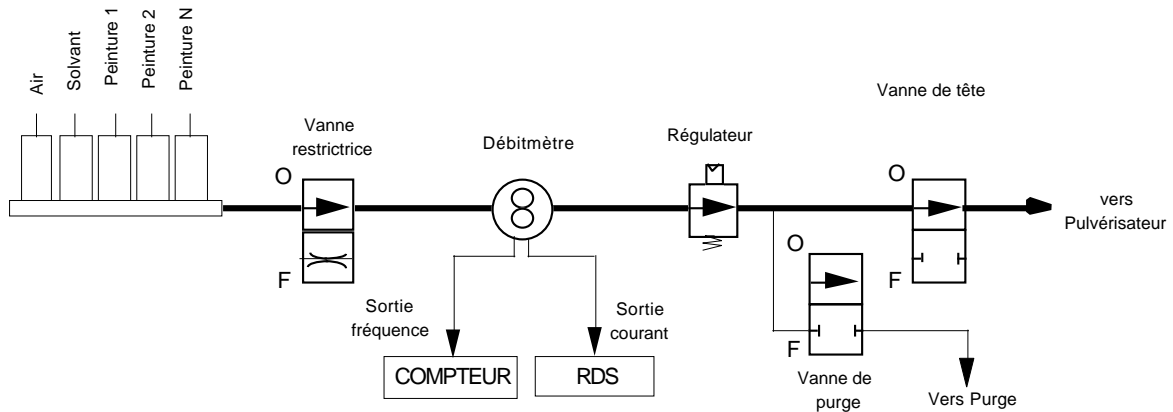 Air
Solvant
Peinture 1
Peinture 2
Peinture N
Vanne
restrictrice
O
F
Débitmètre
Régulateur
Vanne de tête
O
F
vers
Pulvérisateur
O
F
Sortie
fréquence
Sortie
courant
COMPTEUR
RDS
Vanne de
purge
Vers Purge